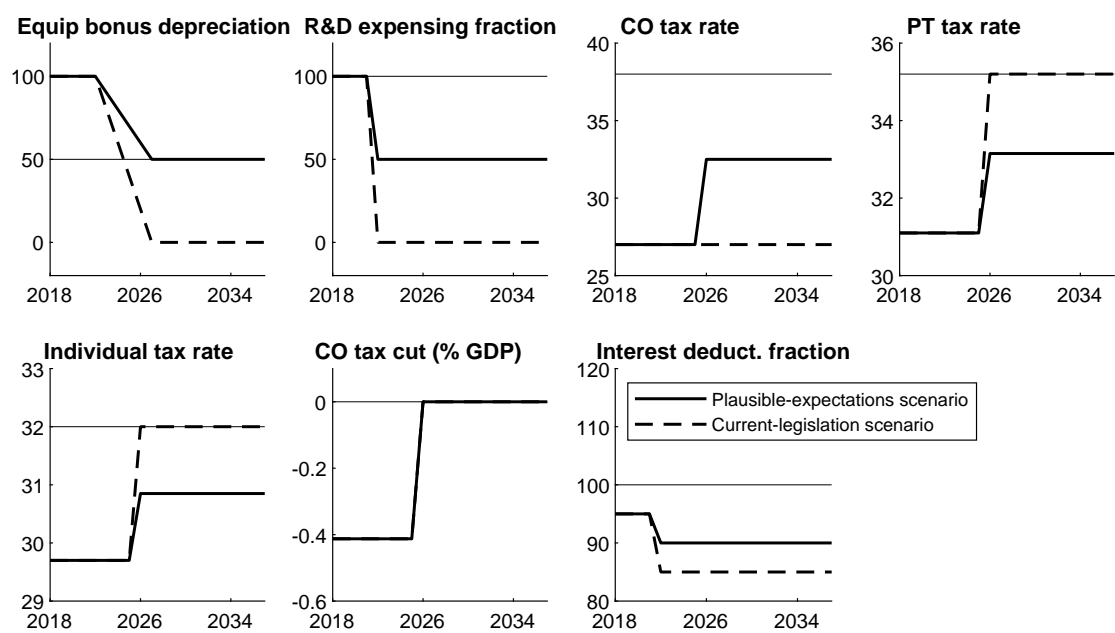 Equip bonus depreciation
R&D expensing fraction
CO tax rate
PT tax rate
100
50
0
2018 2026 2034
100
50
0
2018 2026 2034
40
35
30
25
2018 2026 2034
36
34
32
30
2018 2026 2034
Individual tax rate
CO tax cut (% GDP)
Interest deduct. fraction
33
32
31
30
29
2018 2026 2034
0
-0.2
-0.4
-0.6
2018 2026 2034
120
110
100
90
80
2018 2026 2034
Plausible-expectations scenario
Current-legislation scenario